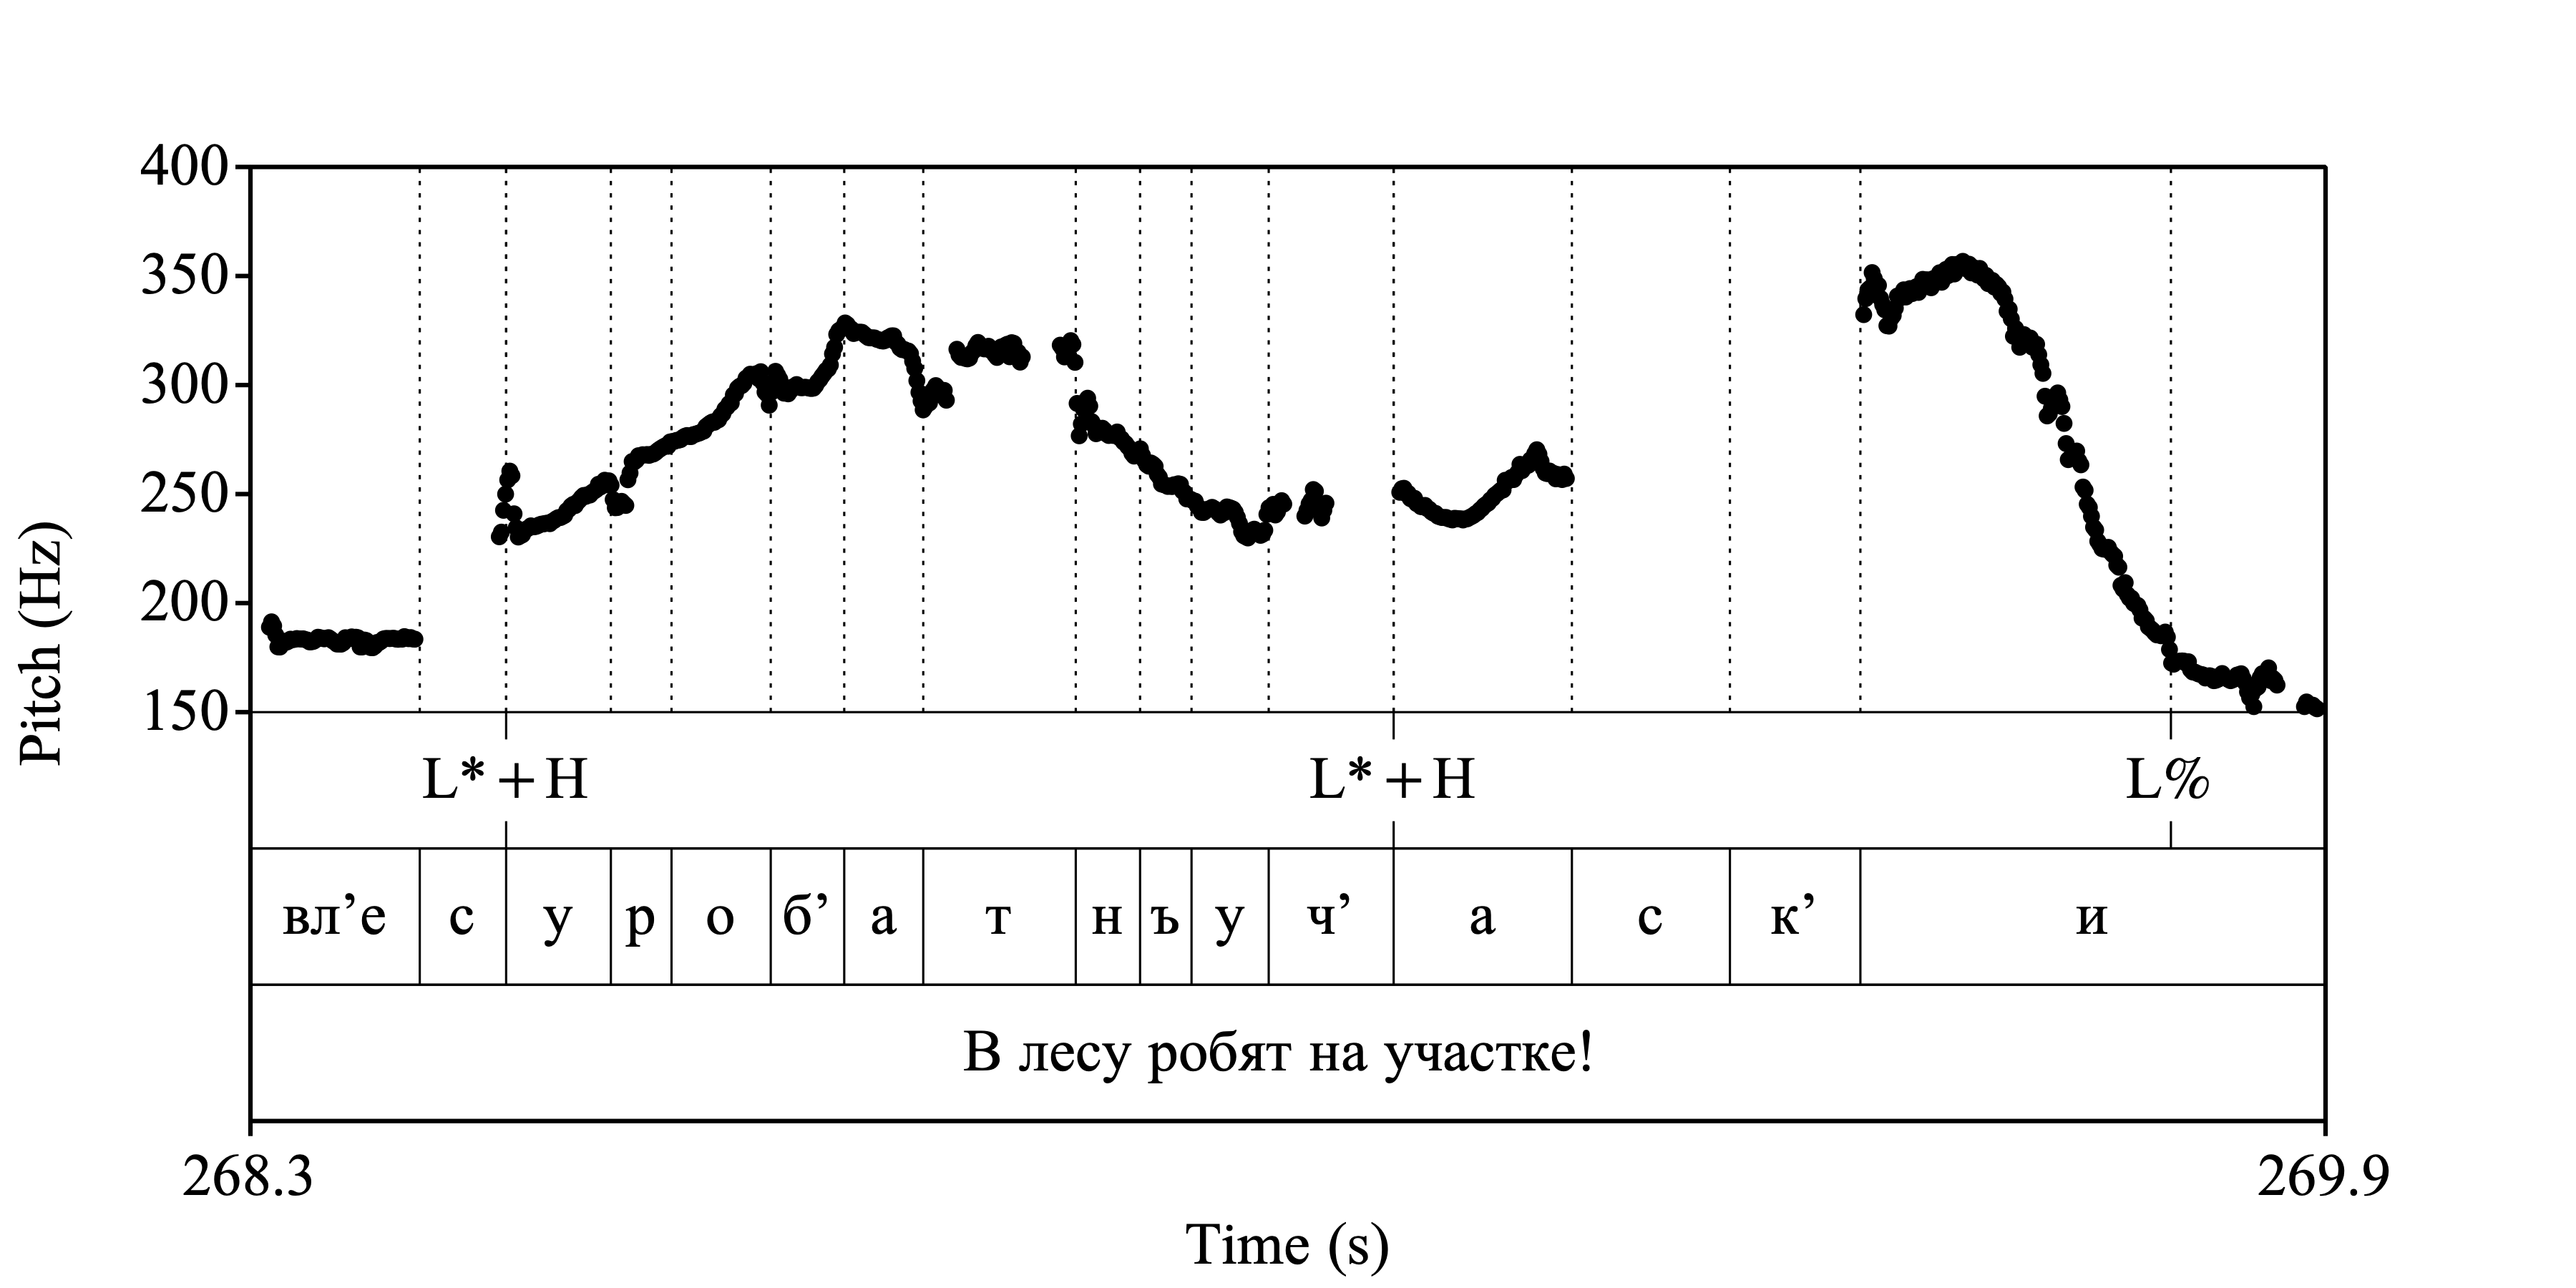 400
350
300
250
200
150
Pitch (Hz)
L* + H L* + H L%
вл’е с у р о б’ а т н ъ у ч’ а с к’ и
В лесу робят на участке!
268.3 269.9
Time (s)